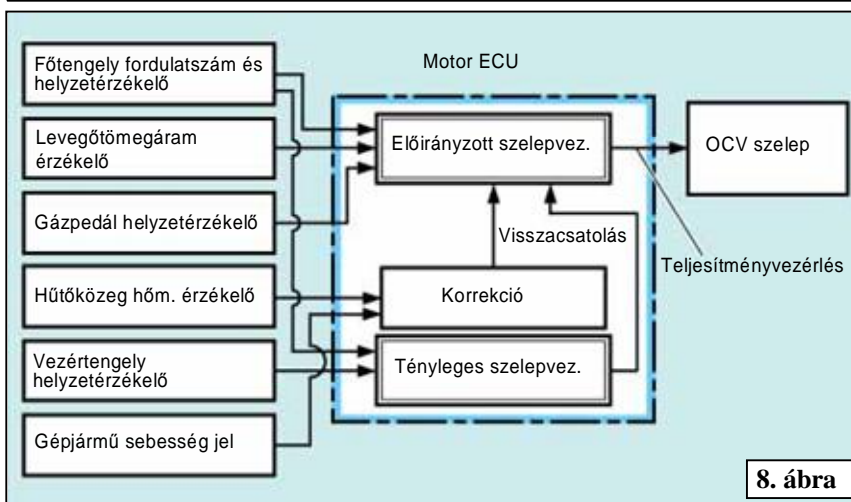 Főtengely fordulatszám és
helyzetérzékelő
Levegőtömegáram
érzékelő
Gázpedál helyzetérzékelő
Hűtőközeg hőm. érzékelő
Vezértengely
helyzetérzékelő
Gépjármű sebesség jel
Motor ECU
Előirányzott szelepvez.
Visszacsatolás
Korrekció
Tényleges szelepvez.
OCV szelep
Teljesítményvezérlés
8. ábra